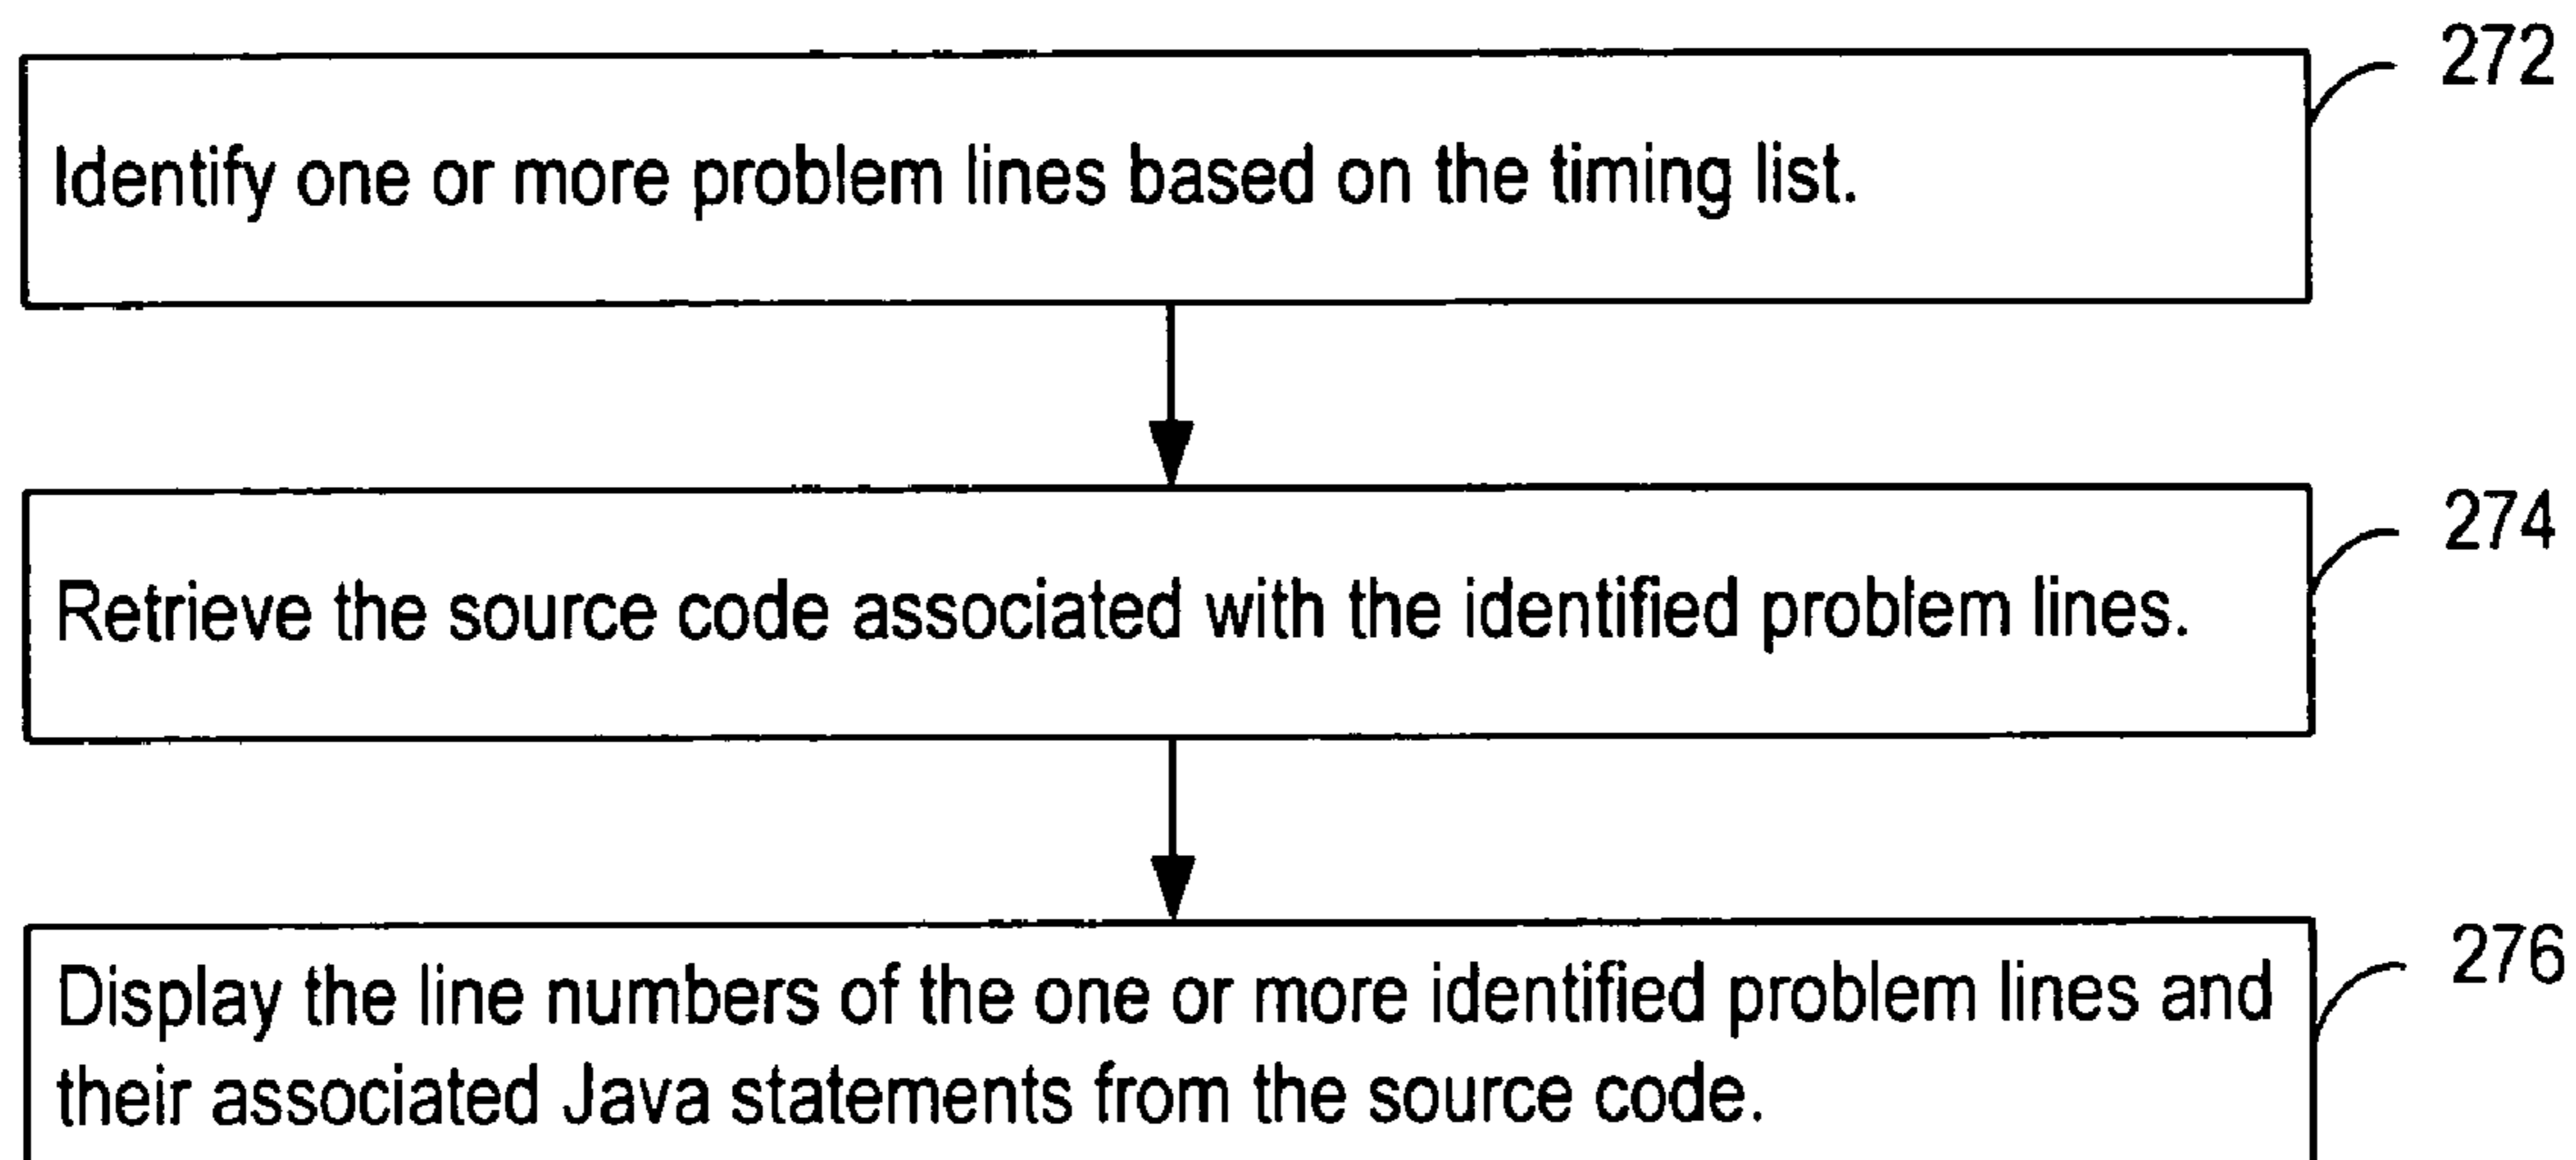 272
Identify one or more problem lines based on the timing list.
274
Retrieve the source code associated with the identified problem lines.
276
Display the line numbers of the one or more identified problem lines and
their associated Java statements from the source code.